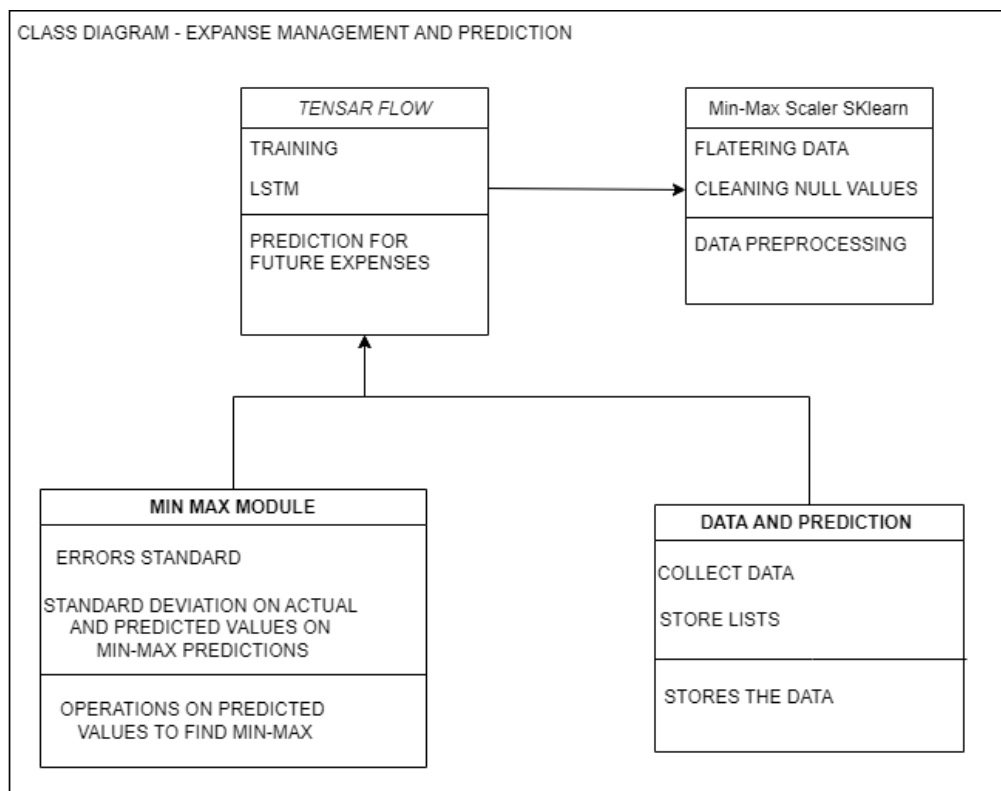 CLASS DIAGRAM - EXPANSE MANAGEMENT AND PREDICTION
TENSAR FLOW
TRAINING
LSTM
PREDICTION FOR
FUTURE EXPENSES
Min-Max Scaler SKlearn
FLATERING DATA
CLEANING NULL VALUES
DATA PREPROCESSING
MIN MAX MODULE
ERRORS STANDARD
STANDARD DEVIATION ON ACTUAL
AND PREDICTED VALUES ON
MIN-MAX PREDICTIONS
OPERATIONS ON PREDICTED
VALUES TO FIND MIN-MAX
DATA AND PREDICTION
COLLECT DATA
STORE LISTS
STORES THE DATA